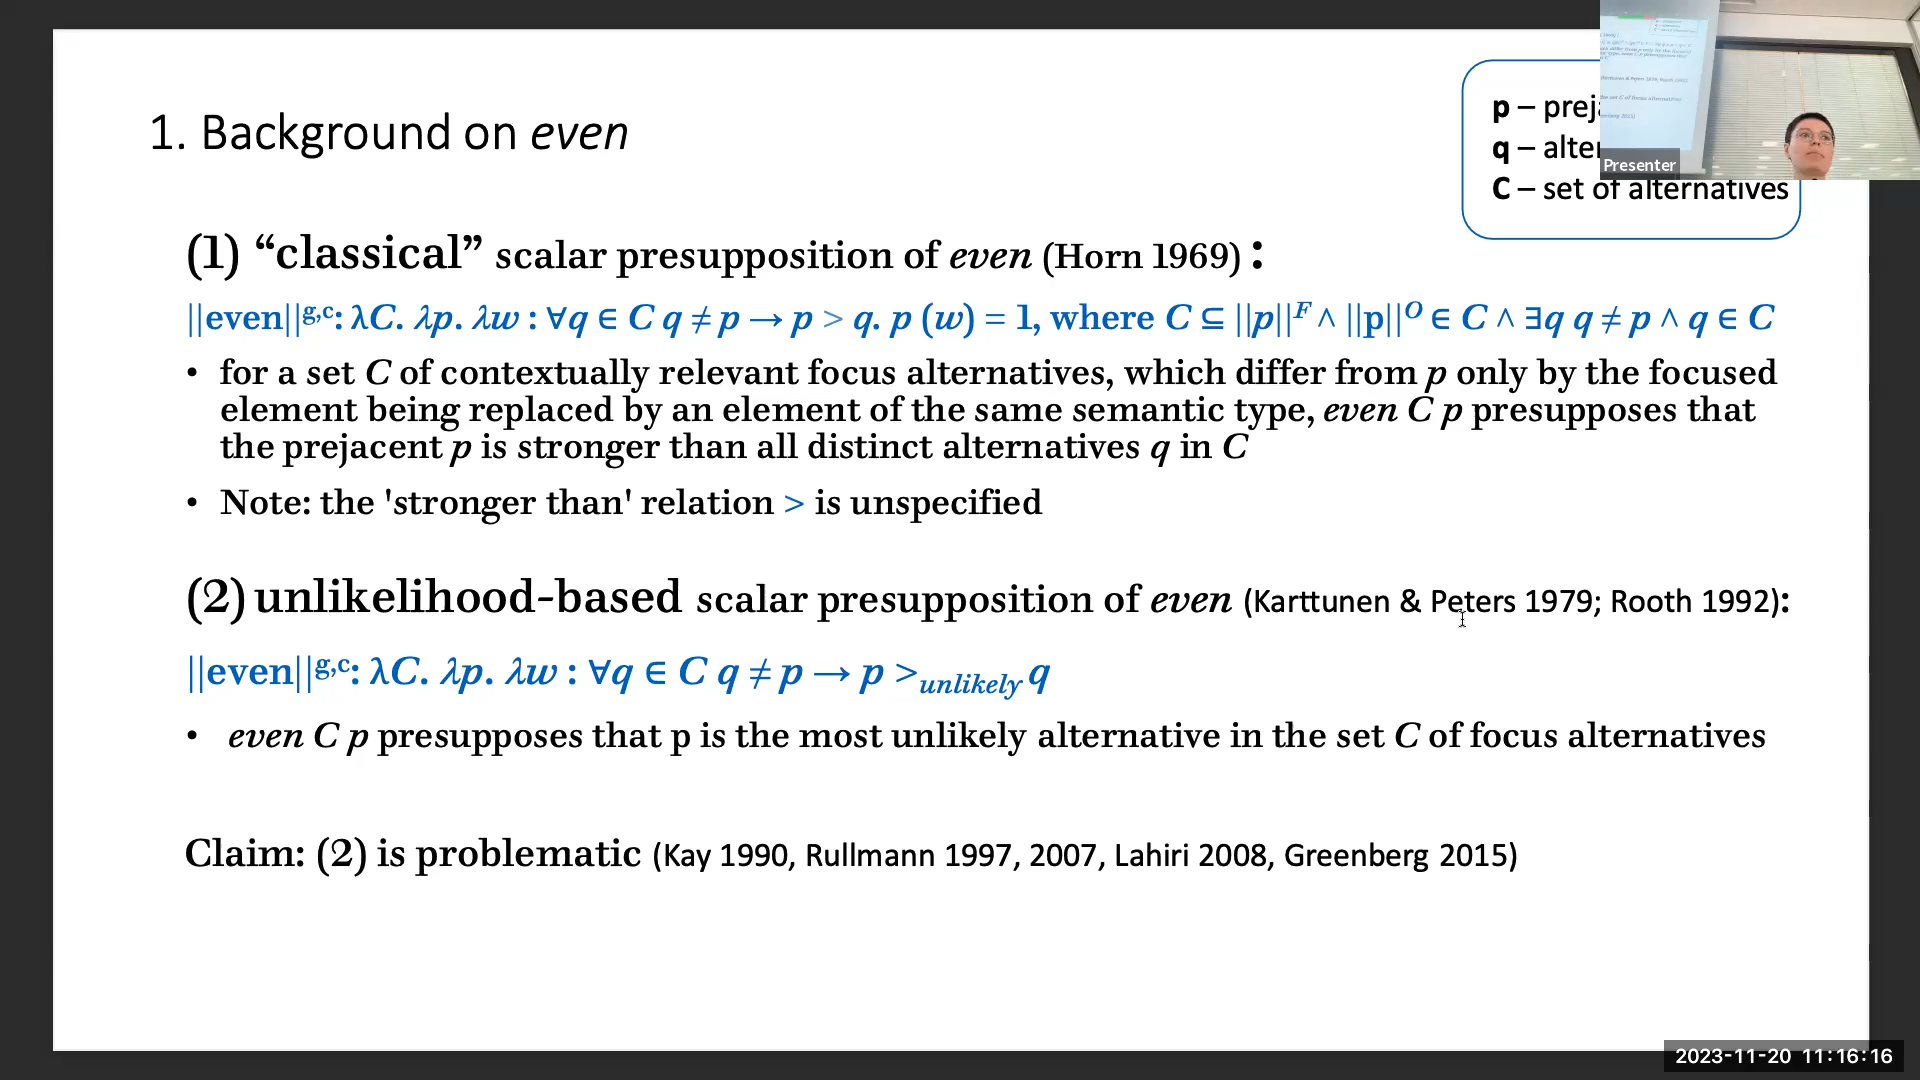 1. Background on even
p – prej
q – alter
C – set of alternatives
Presenter
(1) “classical” scalar presupposition of even (Horn 1969) :
||even||g,c: λC. λp. λw : ∀q ∈ C q ≠ p → p > q. p (w) = 1, where C ⊆ ||p||F ∧ ||p||O ∈ C ∧ ∃q q ≠ p ∧ q ∈ C
• for a set C of contextually relevant focus alternatives, which differ from p only by the focused
element being replaced by an element of the same semantic type, even C p presupposes that
the prejacent p is stronger than all distinct alternatives q in C
• Note: the 'stronger than' relation > is unspecified
(2) unlikelihood-based scalar presupposition of even (Karttunen & Peters 1979; Rooth 1992):
||even||g,c: λC. λp. λw : ∀q ∈ C q ≠ p → p >unlikely q
• even C p presupposes that p is the most unlikely alternative in the set C of focus alternatives
Claim: (2) is problematic (Kay 1990, Rullmann 1997, 2007, Lahiri 2008, Greenberg 2015)
2023-11-20 11:16:16